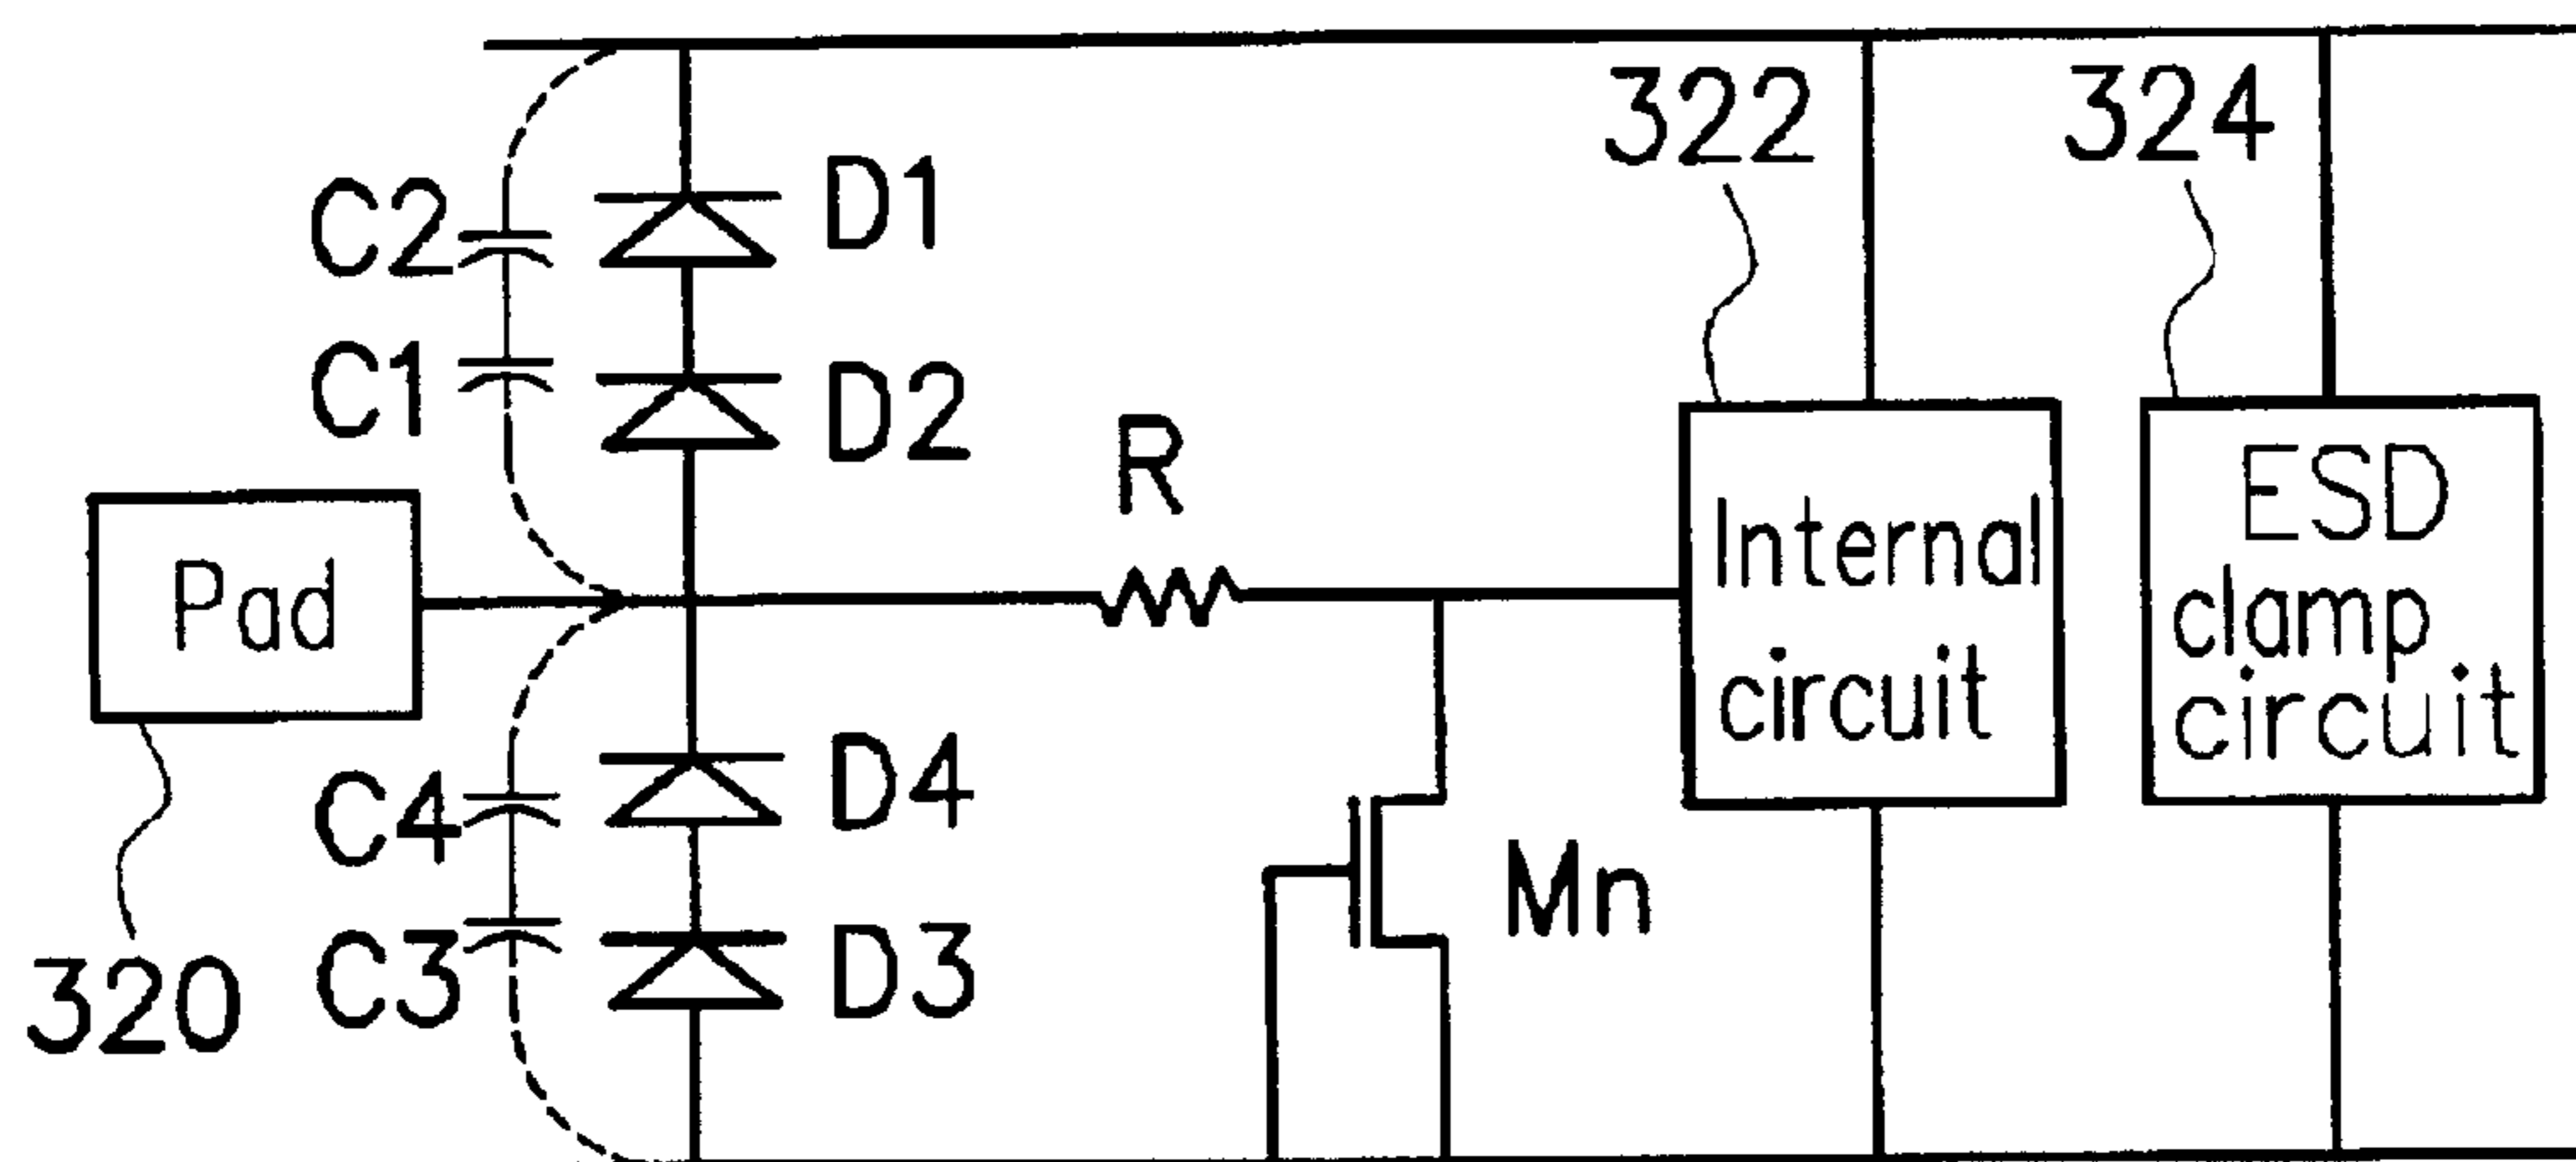 322
324
C2
D1
C1
D2
R
Pad
Internal
circuit
ESD
clamp
circuit
C4
D4
Mn
C3
D3
320